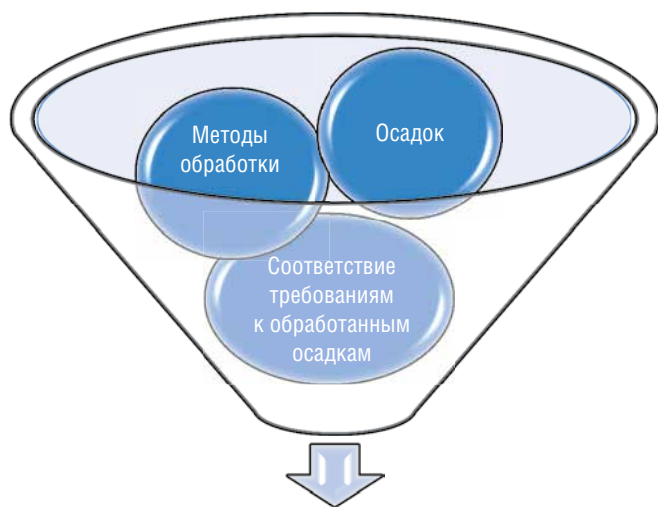 Методы
обработки
Осадок
Соответствие
требованиям
к обработанным
осадкам